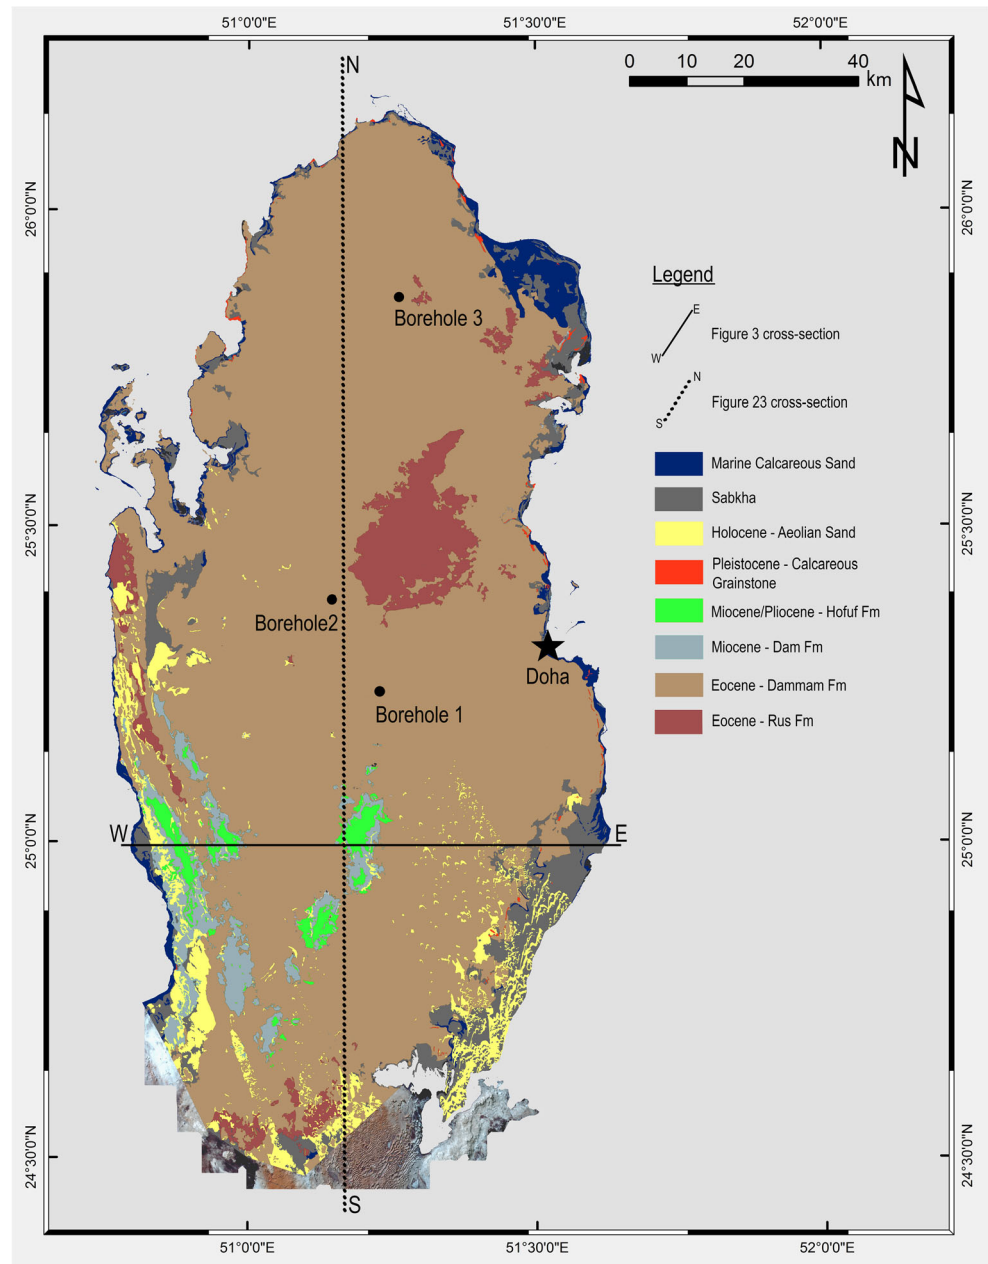 51°0'0"E 51°30'0"E 52°0'0"E
0 10 20 40
km
N
N
26°0'0"N 26°0'0"N
Legend
E
Figure 3 cross-section
W
Borehole 3
N
Figure 23 cross-section
S
Marine Calcareous Sand
Sabkha
25°30'0"N 25°30'0"N
Holocene - Aeolian Sand
Pleistocene - Calcareous
Grainstone
Miocene/Pliocene - Hofuf Fm
Borehole2
Miocene - Dam Fm
Doha
Eocene - Dammam Fm
Borehole 1
Eocene - Rus Fm
W E
25°0'0"N 25°0'0"N
24°30'0"N 24°30'0"N
S
51°0'0"E 51°30'0"E 52°0'0"E